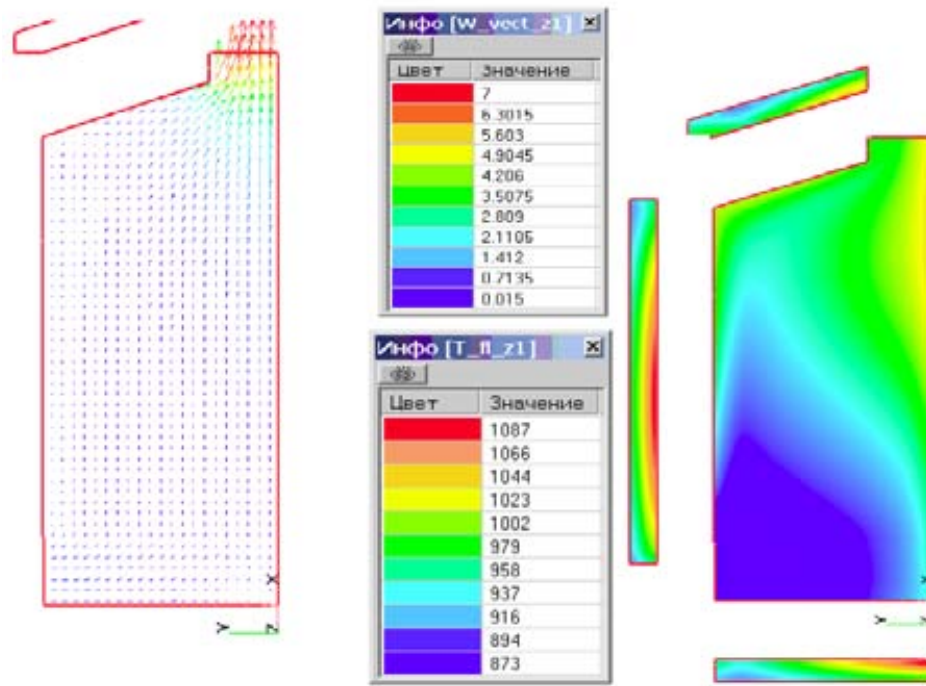 Инфо [W_vect_z1]
Цвет Значение
7
6.3015
5.603
4.9045
4.206
3.5075
2.809
2.1105
1.412
0.7135
0.015
Инфо [T_fl_z1]
Цвет Значение
1087
1066
1044
1023
1002
979
958
937
916
894
873
X
Y
Z
X
Y